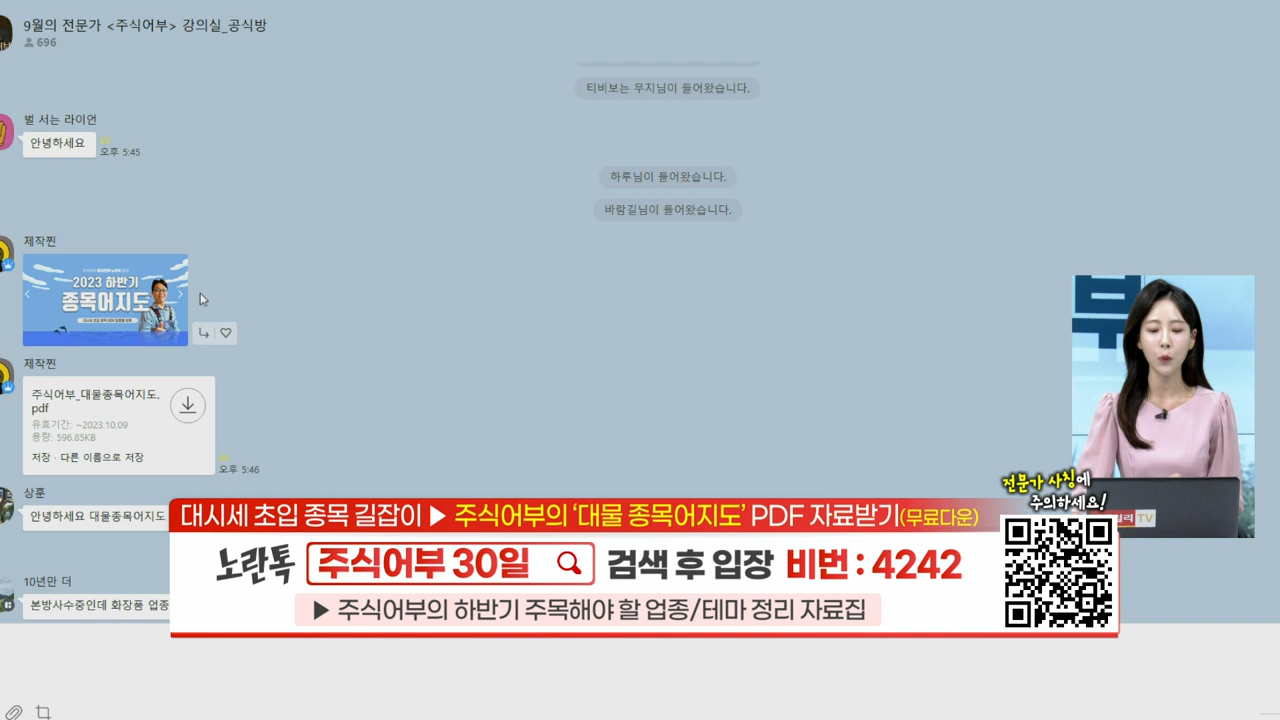 9월의 전문가 <주식어부> 강의실_공식방
696
티비보는 무지님이 들어왔습니다.
벌 서는 라이언
안녕하세요
오후 5:45
하루님이 들어왔습니다.
바람길님이 들어왔습니다.
제작찐
2023 하반기
종목어지도
제작찐
주식어부_대물종목어지도.
pdf
유효기간: ~2023.10.09
용량: 596.85KB
저장 · 다른 이름으로 저장
오후 5:46
상훈
안녕하세요 대물종목어지도
10년만 더
본방사수중인데 화장품 업종
전문가 사칭에
주의하세요!
TV
대시세 초입 종목 길잡이 ▶ 주식어부의 '대물 종목어지도' PDF 자료받기(무료다운)
노란톡 주식어부 30일 검색 후 입장 비번 : 4242
▶ 주식어부의 하반기 주목해야 할 업종/테마 정리 자료집